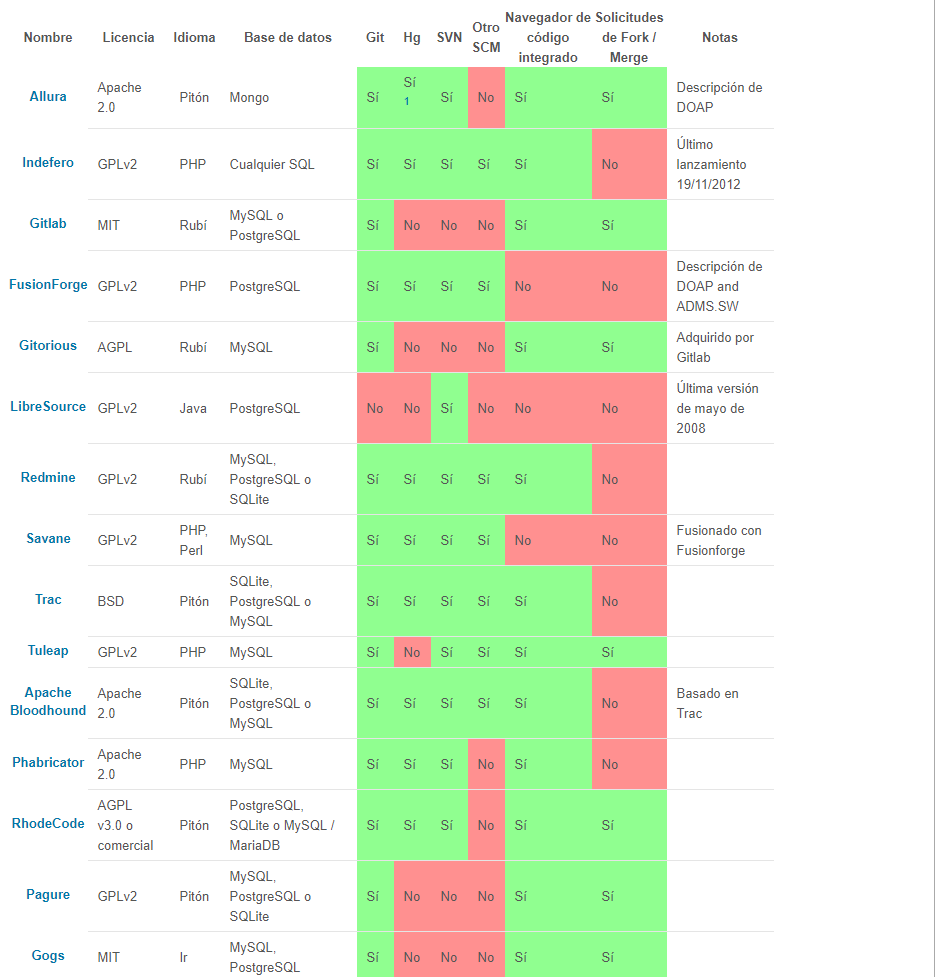 Nombre Licencia Idioma Base de datos Git Hg SVN Otro SCM Navegador de código integrado Solicitudes de Fork / Merge Notas
Allura Apache 2.0 Pitón Mongo Sí Sí 1 Sí No Sí Sí Descripción de DOAP
Indefero GPLv2 PHP Cualquier SQL Sí Sí Sí Sí Sí No Último lanzamiento 19/11/2012
Gitlab MIT Rubí MySQL o PostgreSQL Sí No No No Sí Sí
FusionForge GPLv2 PHP PostgreSQL Sí Sí Sí Sí No No Descripción de DOAP and ADMS.SW
Gitorious AGPL Rubí MySQL Sí No No No Sí Sí Adquirido por Gitlab
LibreSource GPLv2 Java PostgreSQL No No Sí No No No Última versión de mayo de 2008
Redmine GPLv2 Rubí MySQL, PostgreSQL o SQLite Sí Sí Sí Sí Sí No
Savane GPLv2 PHP, Perl MySQL Sí Sí Sí Sí No No Fusionado con Fusionforge
Trac BSD Pitón SQLite, PostgreSQL o MySQL Sí Sí Sí Sí Sí No
Tuleap GPLv2 PHP MySQL Sí No Sí Sí Sí Sí
Apache Bloodhound Apache 2.0 Pitón SQLite, PostgreSQL o MySQL Sí Sí Sí Sí Sí No Basado en Trac
Phabricator Apache 2.0 PHP MySQL Sí Sí Sí No Sí No
RhodeCode AGPL v3.0 o comercial Pitón PostgreSQL, SQLite o MySQL / MariaDB Sí Sí Sí No Sí Sí
Pagure GPLv2 Pitón MySQL, PostgreSQL o SQLite Sí No No No Sí Sí
Gogs MIT Ir MySQL, PostgreSQL Sí No No No Sí Sí